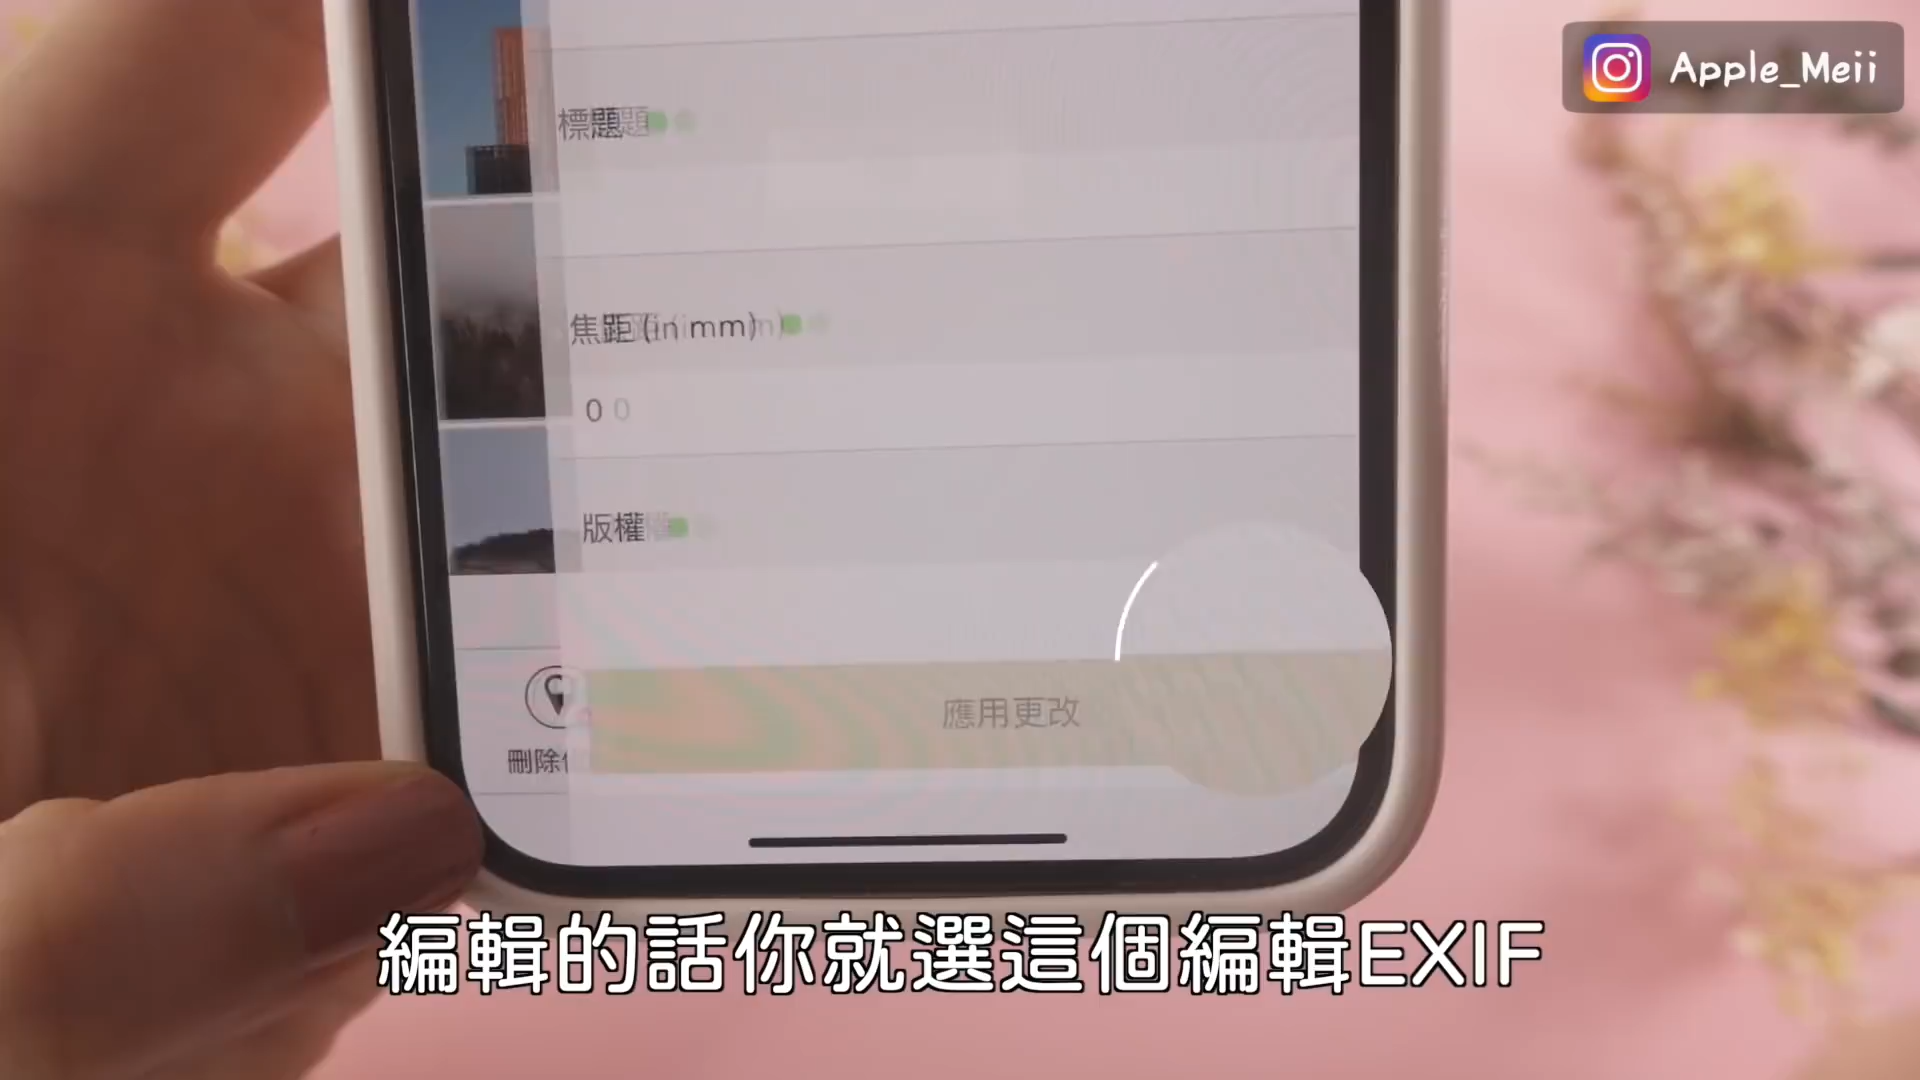 Apple_Meii
標題
焦距 (in mm)
0
版權
應用更改
刪除
編輯的話你就選這個編輯EXIF